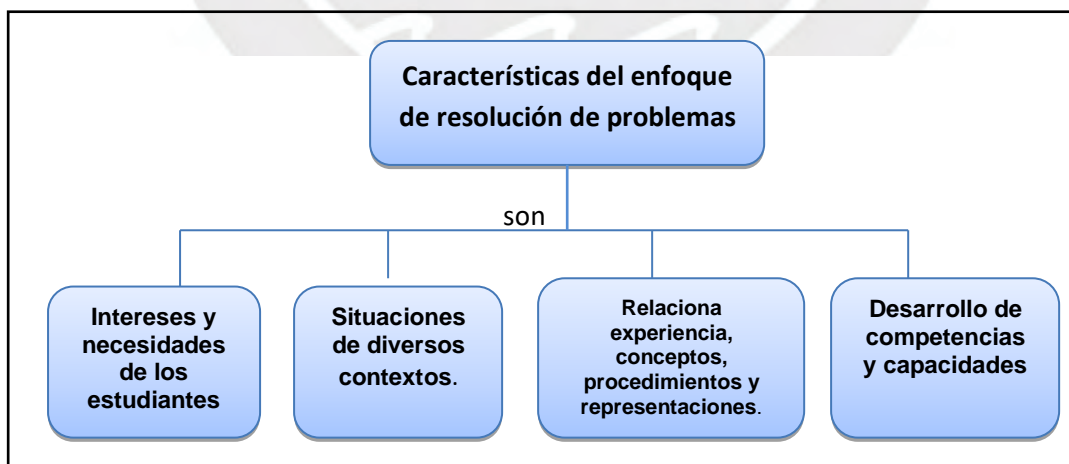 Características del enfoque
de resolución de problemas
son
Intereses y
necesidades
de los
estudiantes
Situaciones
de diversos
contextos.
Relaciona
experiencia,
conceptos,
procedimientos y
representaciones.
Desarrollo de
competencias
y capacidades